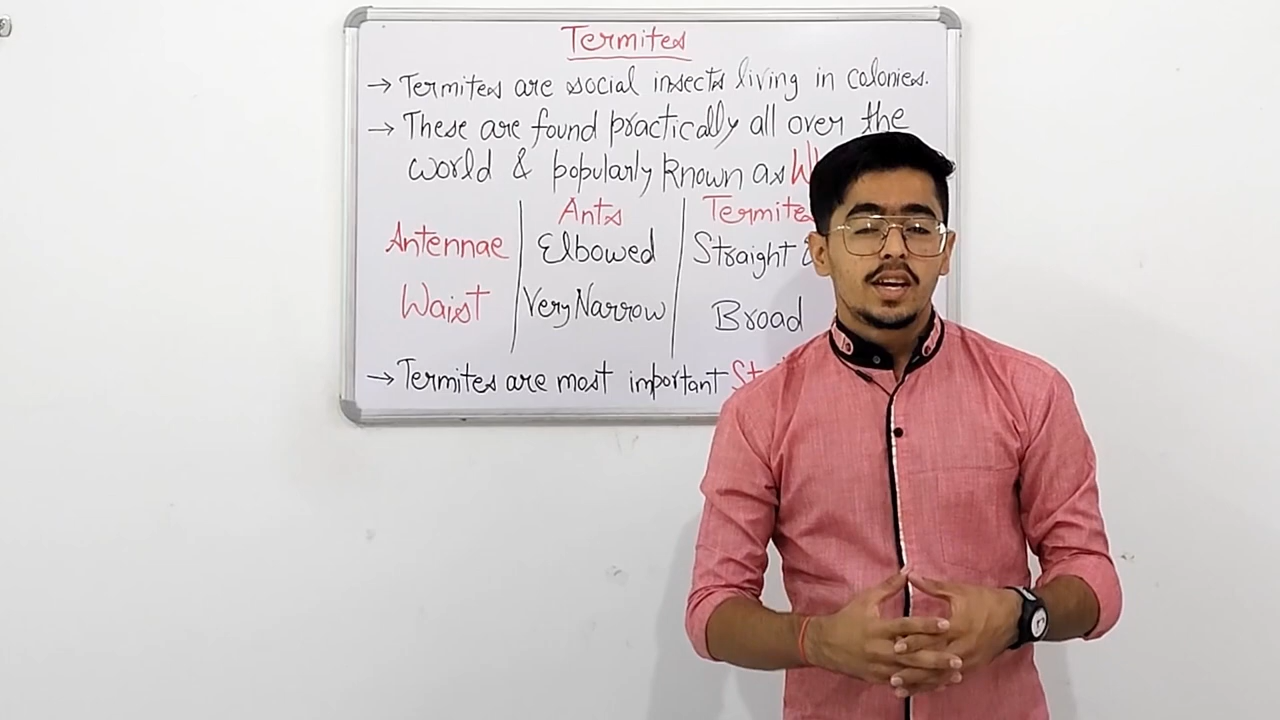 Termites
→ Termites are social insects living in colonies.
→ These are found practically all over the
world & popularly known as
Ants Termites
Antennae Elbowed Straight
Waist Very Narrow Broad
→ Termites are most important